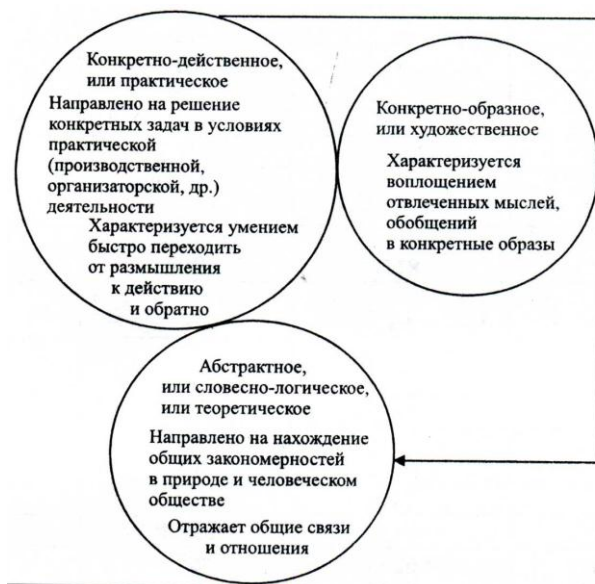 Конкретно-действенное,
или практическое
Направлено на решение
конкретных задач в условиях
практической
(производственной,
организаторской, др.)
деятельности
Характеризуется умением
быстро переходить
от размышления
к действию
и обратно
Конкретно-образное,
или художественное
Характеризуется
воплощением
отвлеченных мыслей,
обобщений
в конкретные образы
Абстрактное,
или словесно-логическое,
или теоретическое
Направлено на нахождение
общих закономерностей
в природе и человеческом
обществе
Отражает общие связи
и отношения